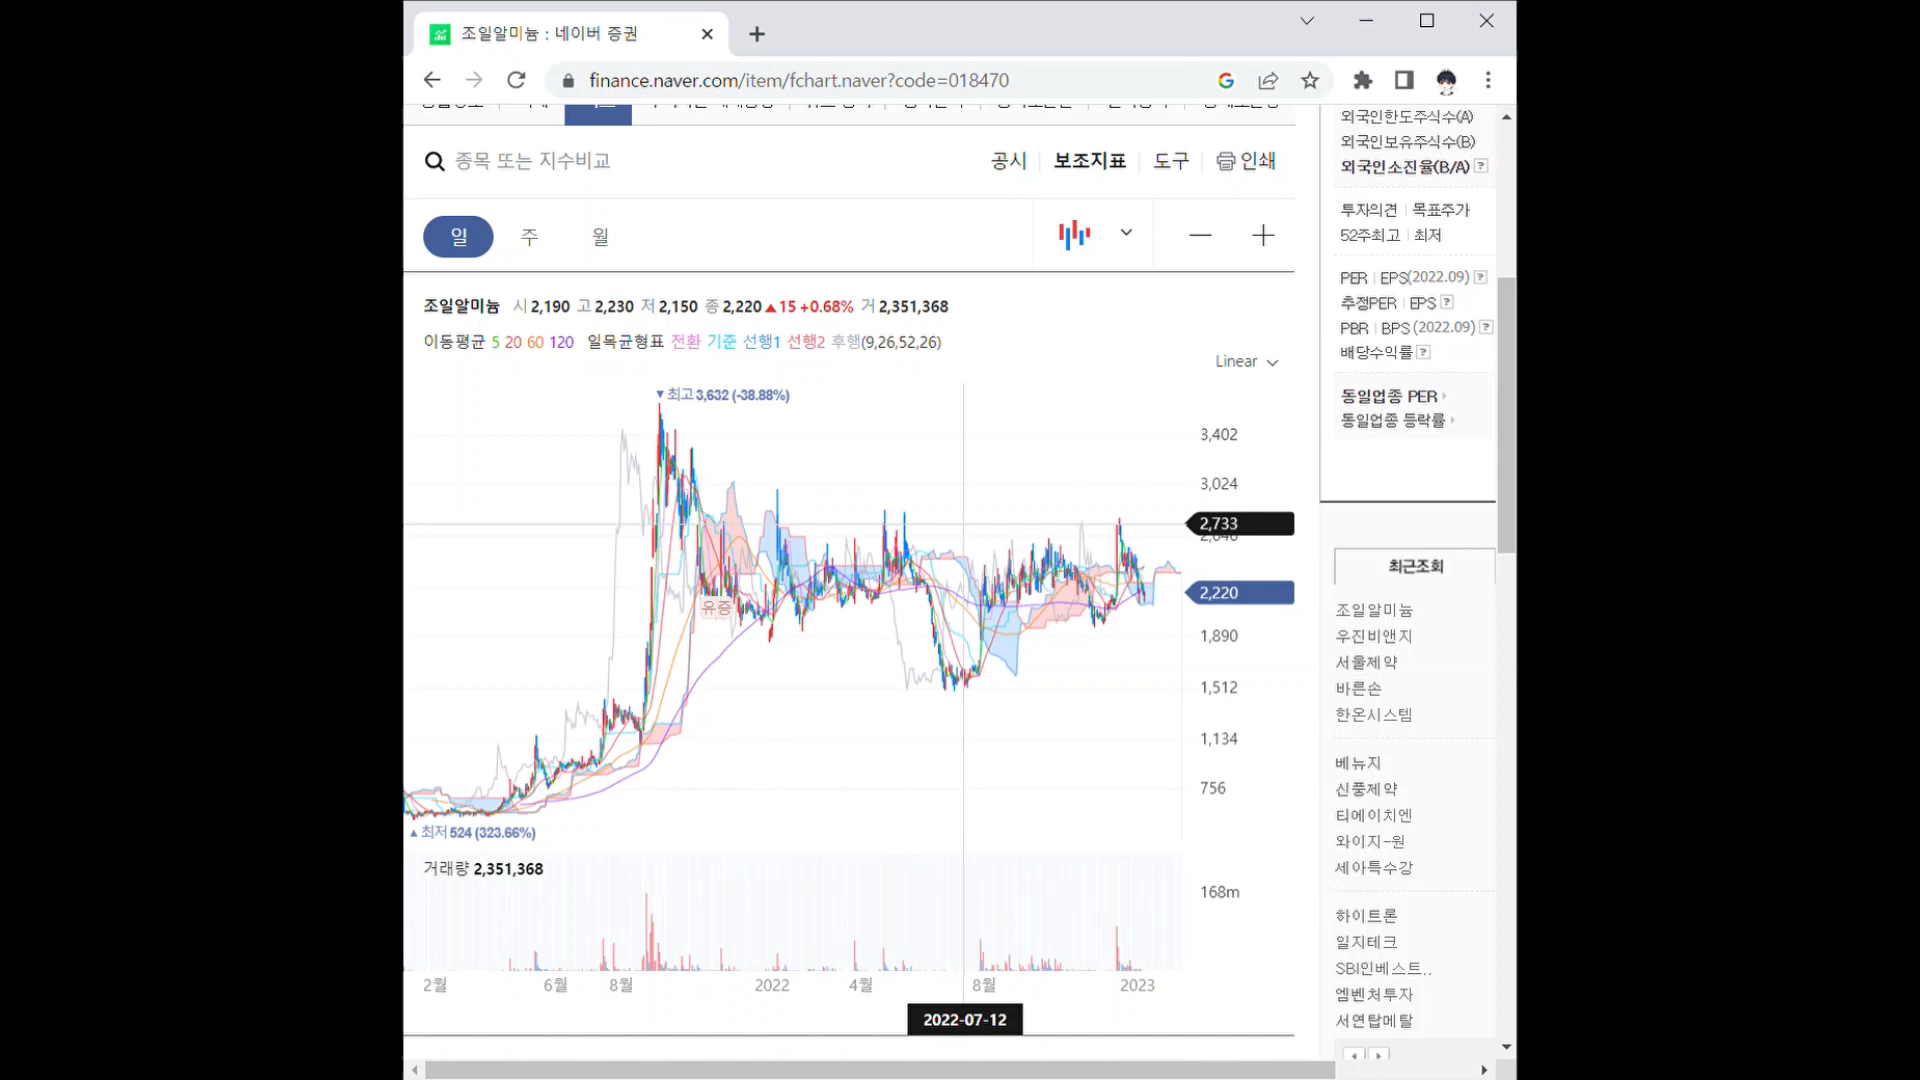 조일알미늄 : 네이버 증권
finance.naver.com/item/fchart.naver?code=018470
종목 또는 지수비교
공시 보조지표 도구 인쇄
일 주 월
조일알미늄 시 2,190 고 2,230 저 2,150 종 2,220 ▲15 +0.68% 거 2,351,368
이동평균 5 20 60 120 일목균형표 전환 기준 선행1 선행2 후행(9,26,52,26)
Linear
▼최고 3,632 (-38.88%)
3,402
3,024
2,733
2,220
1,890
1,512
1,134
756
유증
▲최저 524 (323.66%)
거래량 2,351,368
168m
2월 6월 8월 2022 4월 8월 2023
2022-07-12
외국인한도주식수(A)
외국인보유주식수(B)
외국인소진율(B/A) ?
투자의견 | 목표주가
52주최고 | 최저
PER | EPS(2022.09) ?
추정PER | EPS ?
PBR | BPS (2022.09) ?
배당수익률 ?
동일업종 PER
동일업종 등락률
최근조회
조일알미늄
우진비앤지
서울제약
바른손
한온시스템
베뉴지
신풍제약
티에이치엔
와이지-원
세아특수강
하이트론
일지테크
SBI인베스트..
엠벤처투자
서연탑메탈